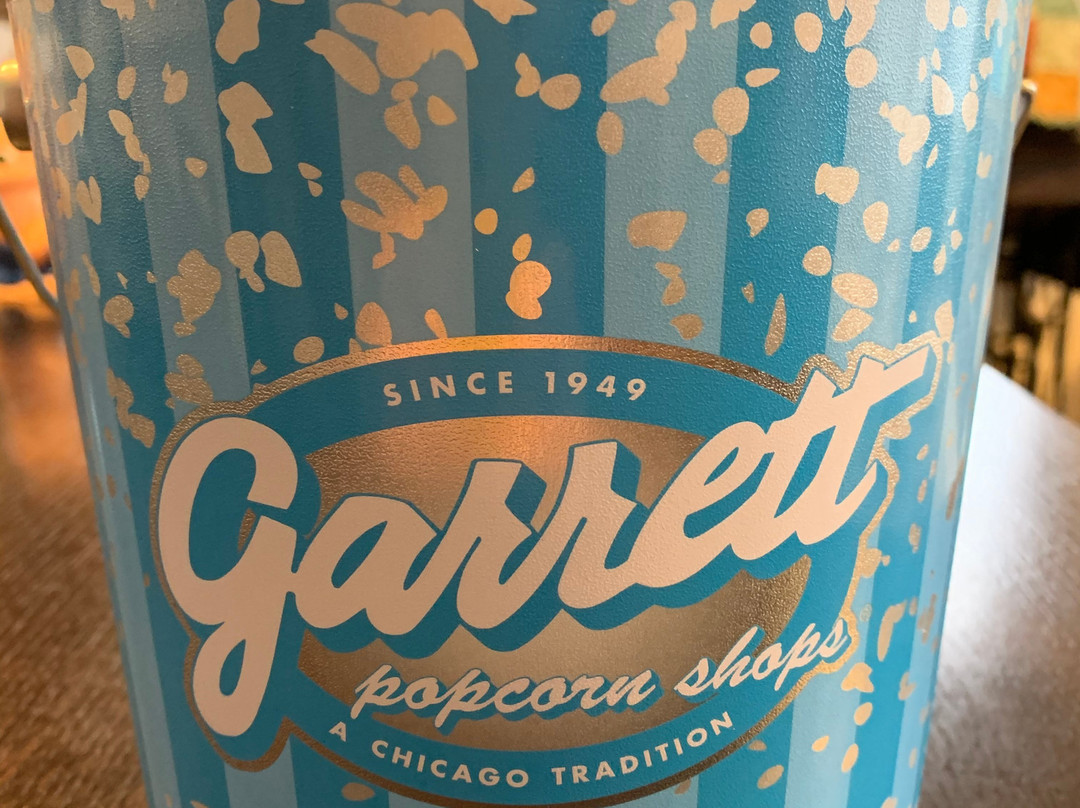 SINCE 1949
Garrett
popcorn shops
A CHICAGO TRADITION